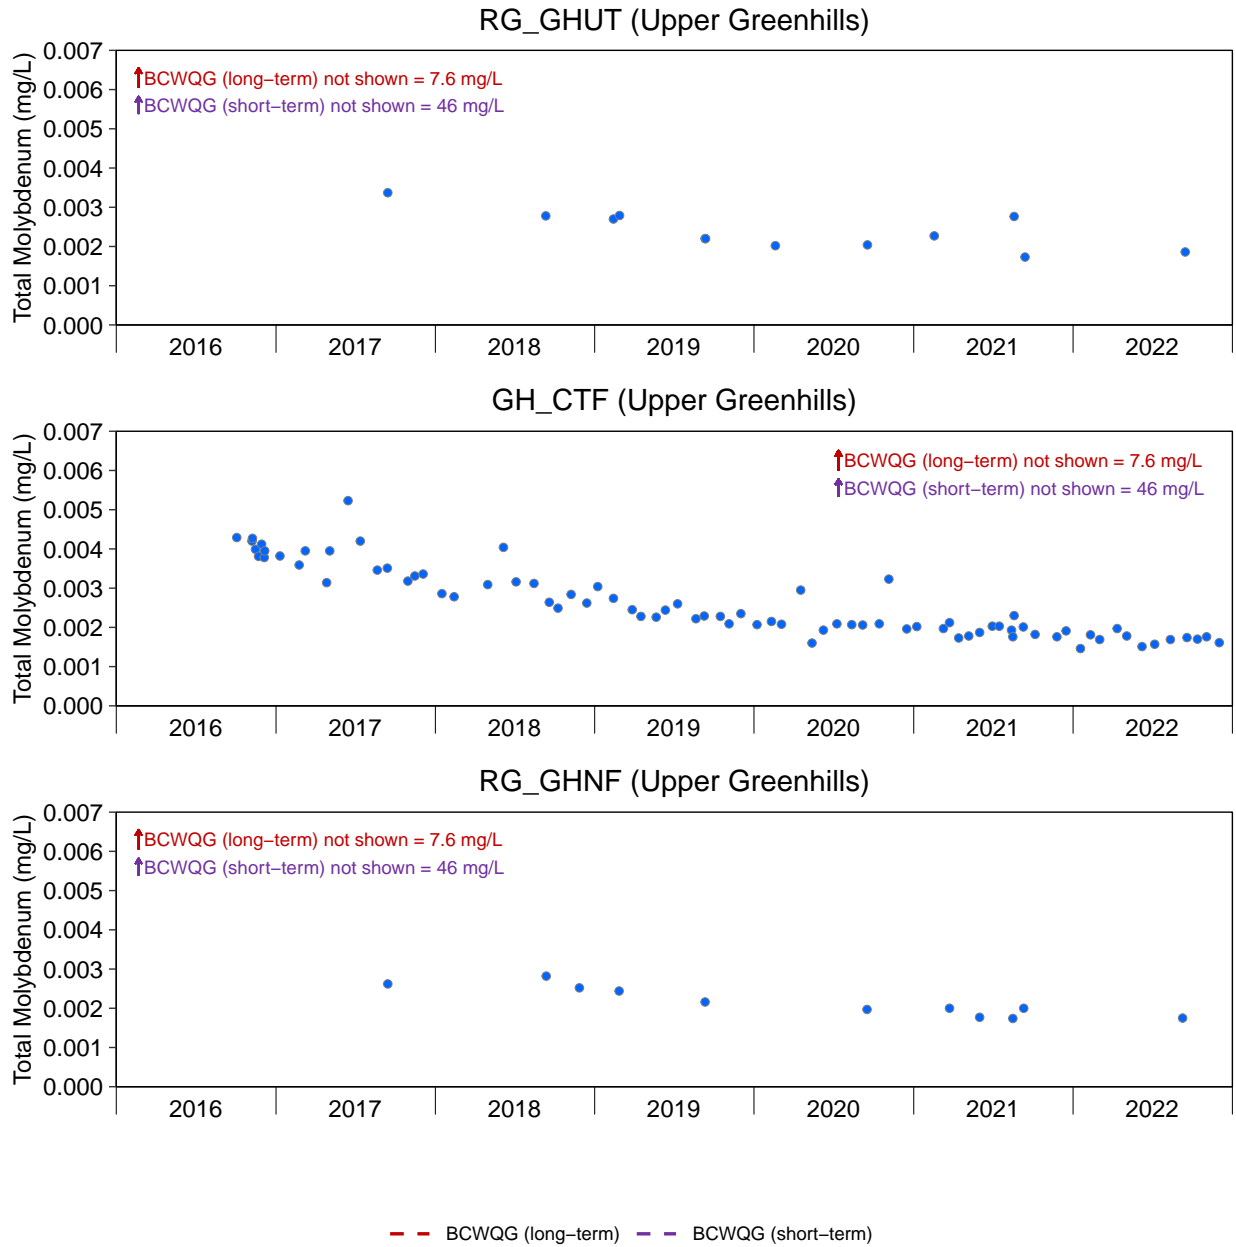 RG_GHUT (Upper Greenhills)
Total Molybdenum (mg/L)
0.007
0.006
0.005
0.004
0.003
0.002
0.001
0.000
BCWQG (long−term) not shown = 7.6 mg/L
BCWQG (short−term) not shown = 46 mg/L
2016 2017 2018 2019 2020 2021 2022
GH_CTF (Upper Greenhills)
Total Molybdenum (mg/L)
0.007
0.006
0.005
0.004
0.003
0.002
0.001
0.000
BCWQG (long−term) not shown = 7.6 mg/L
BCWQG (short−term) not shown = 46 mg/L
2016 2017 2018 2019 2020 2021 2022
RG_GHNF (Upper Greenhills)
Total Molybdenum (mg/L)
0.007
0.006
0.005
0.004
0.003
0.002
0.001
0.000
BCWQG (long−term) not shown = 7.6 mg/L
BCWQG (short−term) not shown = 46 mg/L
2016 2017 2018 2019 2020 2021 2022
BCWQG (long−term) BCWQG (short−term)